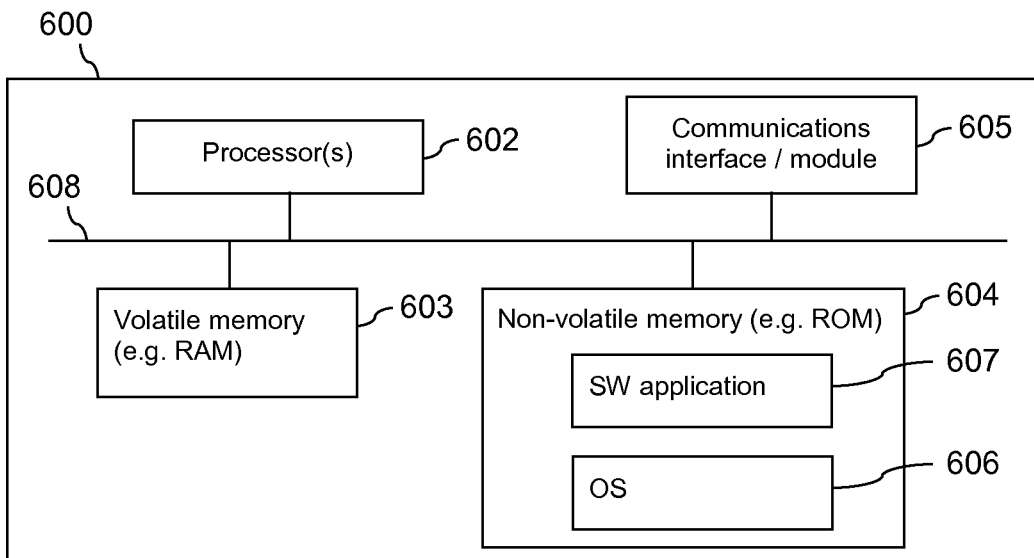 600
Processor(s)
602
Communications
interface / module
605
608
Volatile memory
(e.g. RAM)
603
Non-volatile memory (e.g. ROM)
604
SW application
607
OS
606